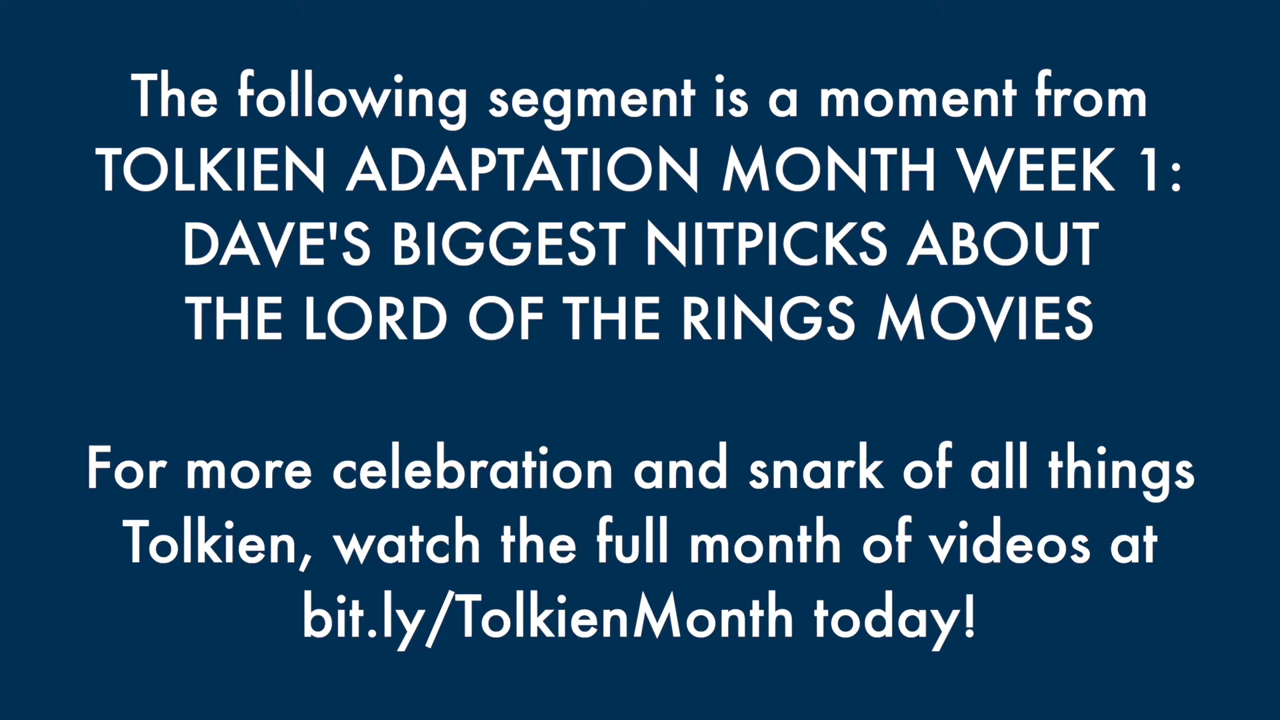 The following segment is a moment from
TOLKIEN ADAPTATION MONTH WEEK 1:
DAVE'S BIGGEST NITPICKS ABOUT
THE LORD OF THE RINGS MOVIES
For more celebration and snark of all things
Tolkien, watch the full month of videos at
bit.ly/TolkienMonth today!